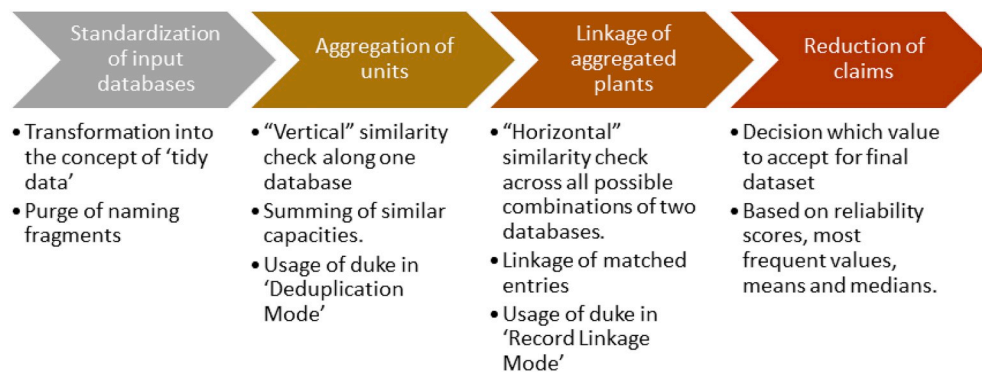 Standardization
of input
databases
Aggregation of
units
Linkage of
aggregated
plants
Reduction of
claims
• Transformation into
the concept of ‘tidy
data’
• Purge of naming
fragments
• “Vertical” similarity
check along one
database
• Summing of similar
capacities.
• Usage of duke in
‘Deduplication
Mode’
• “Horizontal”
similarity check
across all possible
combinations of two
databases.
• Linkage of matched
entries
• Usage of duke in
‘Record Linkage
Mode’
• Decision which value
to accept for final
dataset
• Based on reliability
scores, most
frequent values,
means and medians.